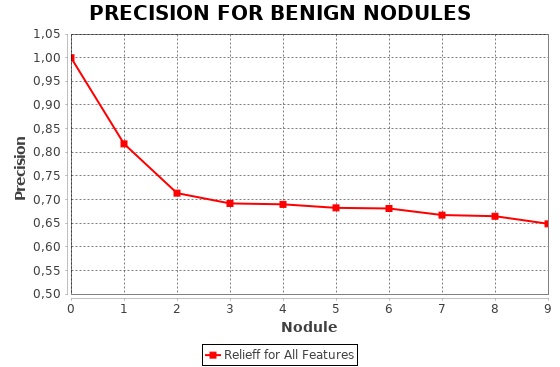 PRECISION FOR BENIGN NODULES
1,05
1,00
0,95
0,90
0,85
0,80
0,75
0,70
0,65
0,60
0,55
0,50
Precision
0 1 2 3 4 5 6 7 8 9
Nodule
Relieff for All Features